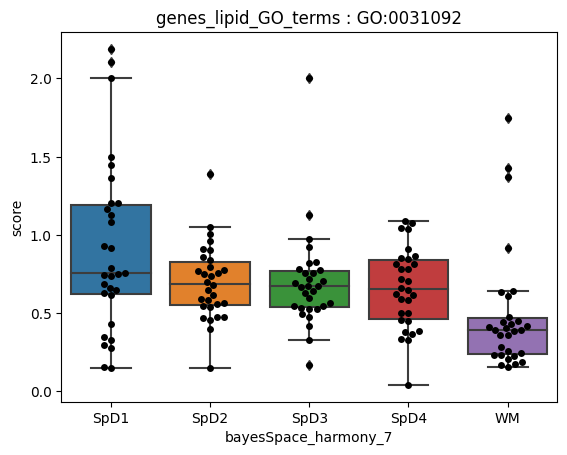 genes_lipid_GO_terms : GO:0031092
score
2.0
1.5
1.0
0.5
0.0
SpD1 SpD2 SpD3 SpD4 WM
bayesSpace_harmony_7